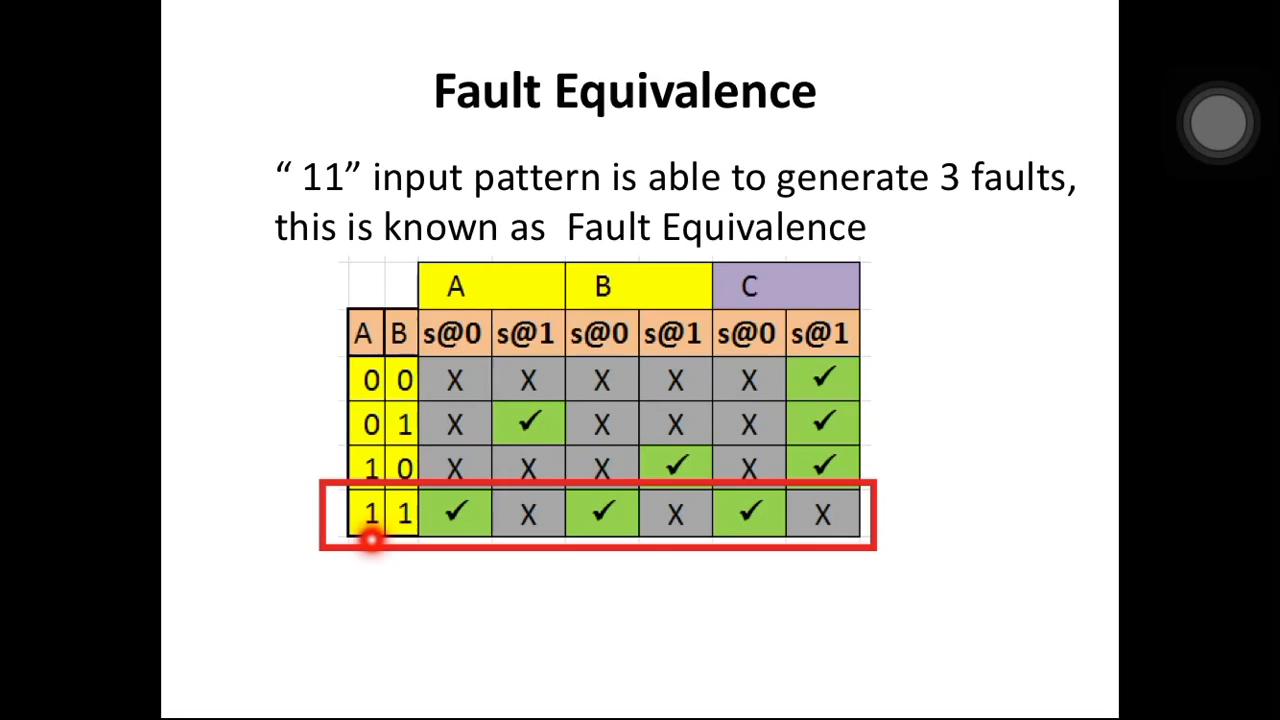 Fault Equivalence
“ 11” input pattern is able to generate 3 faults,
this is known as Fault Equivalence
A B C
A B s@0 s@1 s@0 s@1 s@0 s@1
0 0 X X X X X ✓
0 1 X ✓ X X X ✓
1 0 X X X ✓ X ✓
1 1 ✓ X ✓ X ✓ X